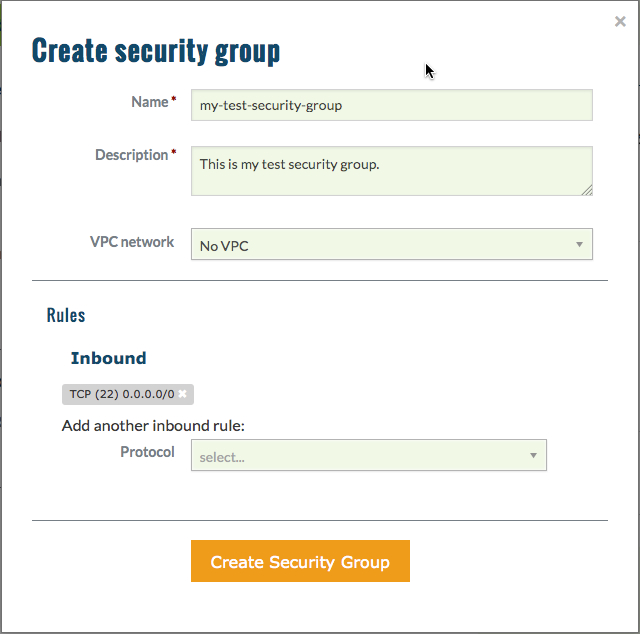 ×
Create security group
Name *
my-test-security-group
Description *
This is my test security group.
VPC network
No VPC
Rules
Inbound
TCP (22) 0.0.0.0/0 ×
Add another inbound rule:
Protocol
select...
Create Security Group